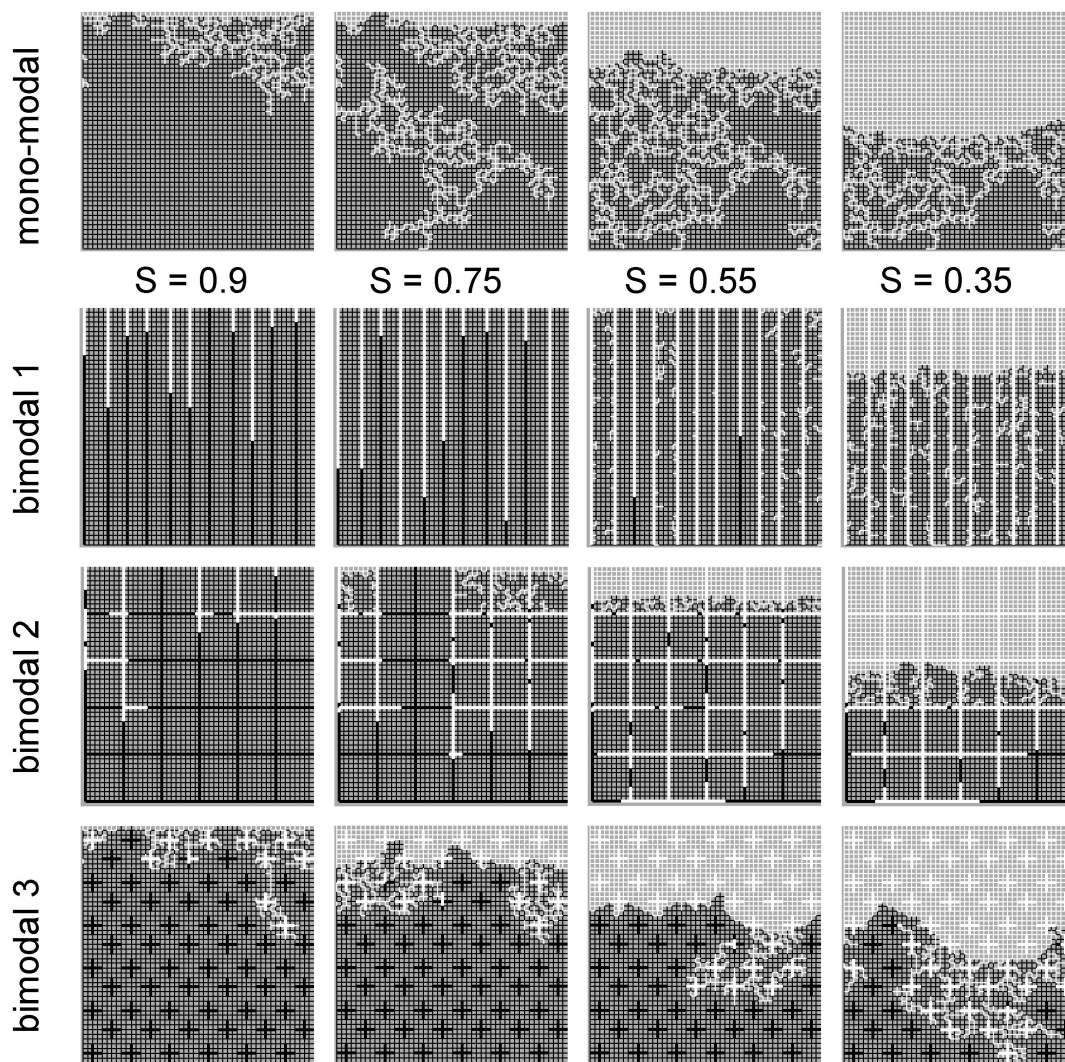 mono-modal
S = 0.9
S = 0.75
S = 0.55
S = 0.35
bimodal 1
bimodal 2
bimodal 3